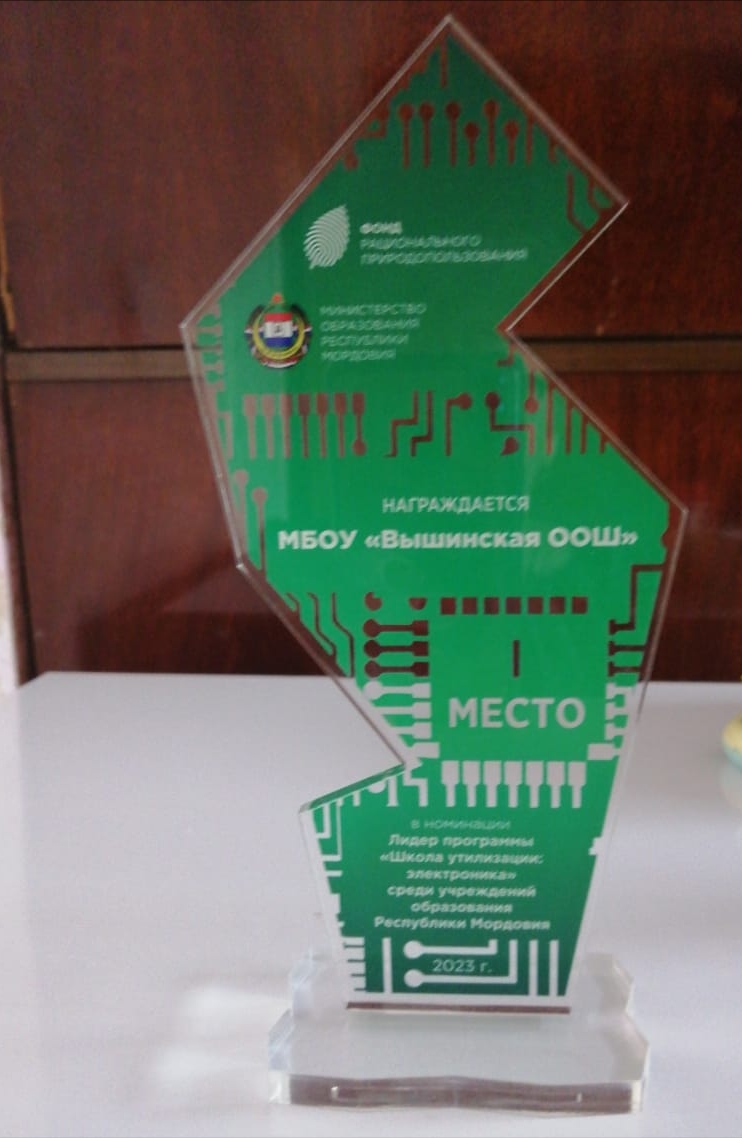 ФОНД
РАЦИОНАЛЬНОГО
ПРИРОДОПОЛЬЗОВАНИЯ
МИНИСТЕРСТВО
ОБРАЗОВАНИЯ
РЕСПУБЛИКИ
МОРДОВИЯ
НАГРАЖДАЕТСЯ
МБОУ «Вышинская ООШ»
I
МЕСТО
в номинации
Лидер программы
«Школа утилизации:
электроника»
среди учреждений
образования
Республики Мордовия
2023 г.